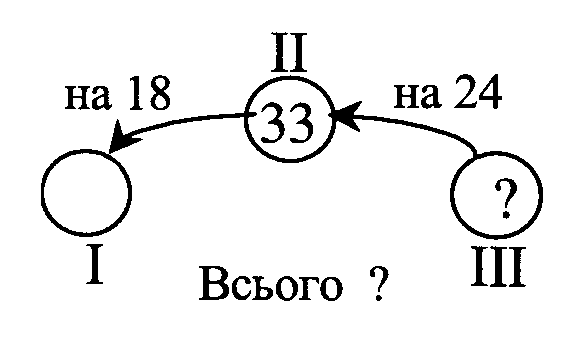 II
на 18
33
на 24
?
I
III
Всього ?